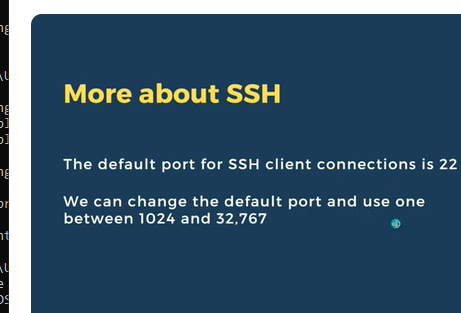 More about SSH
The default port for SSH client connections is 22
We can change the default port and use one
between 1024 and 32,767